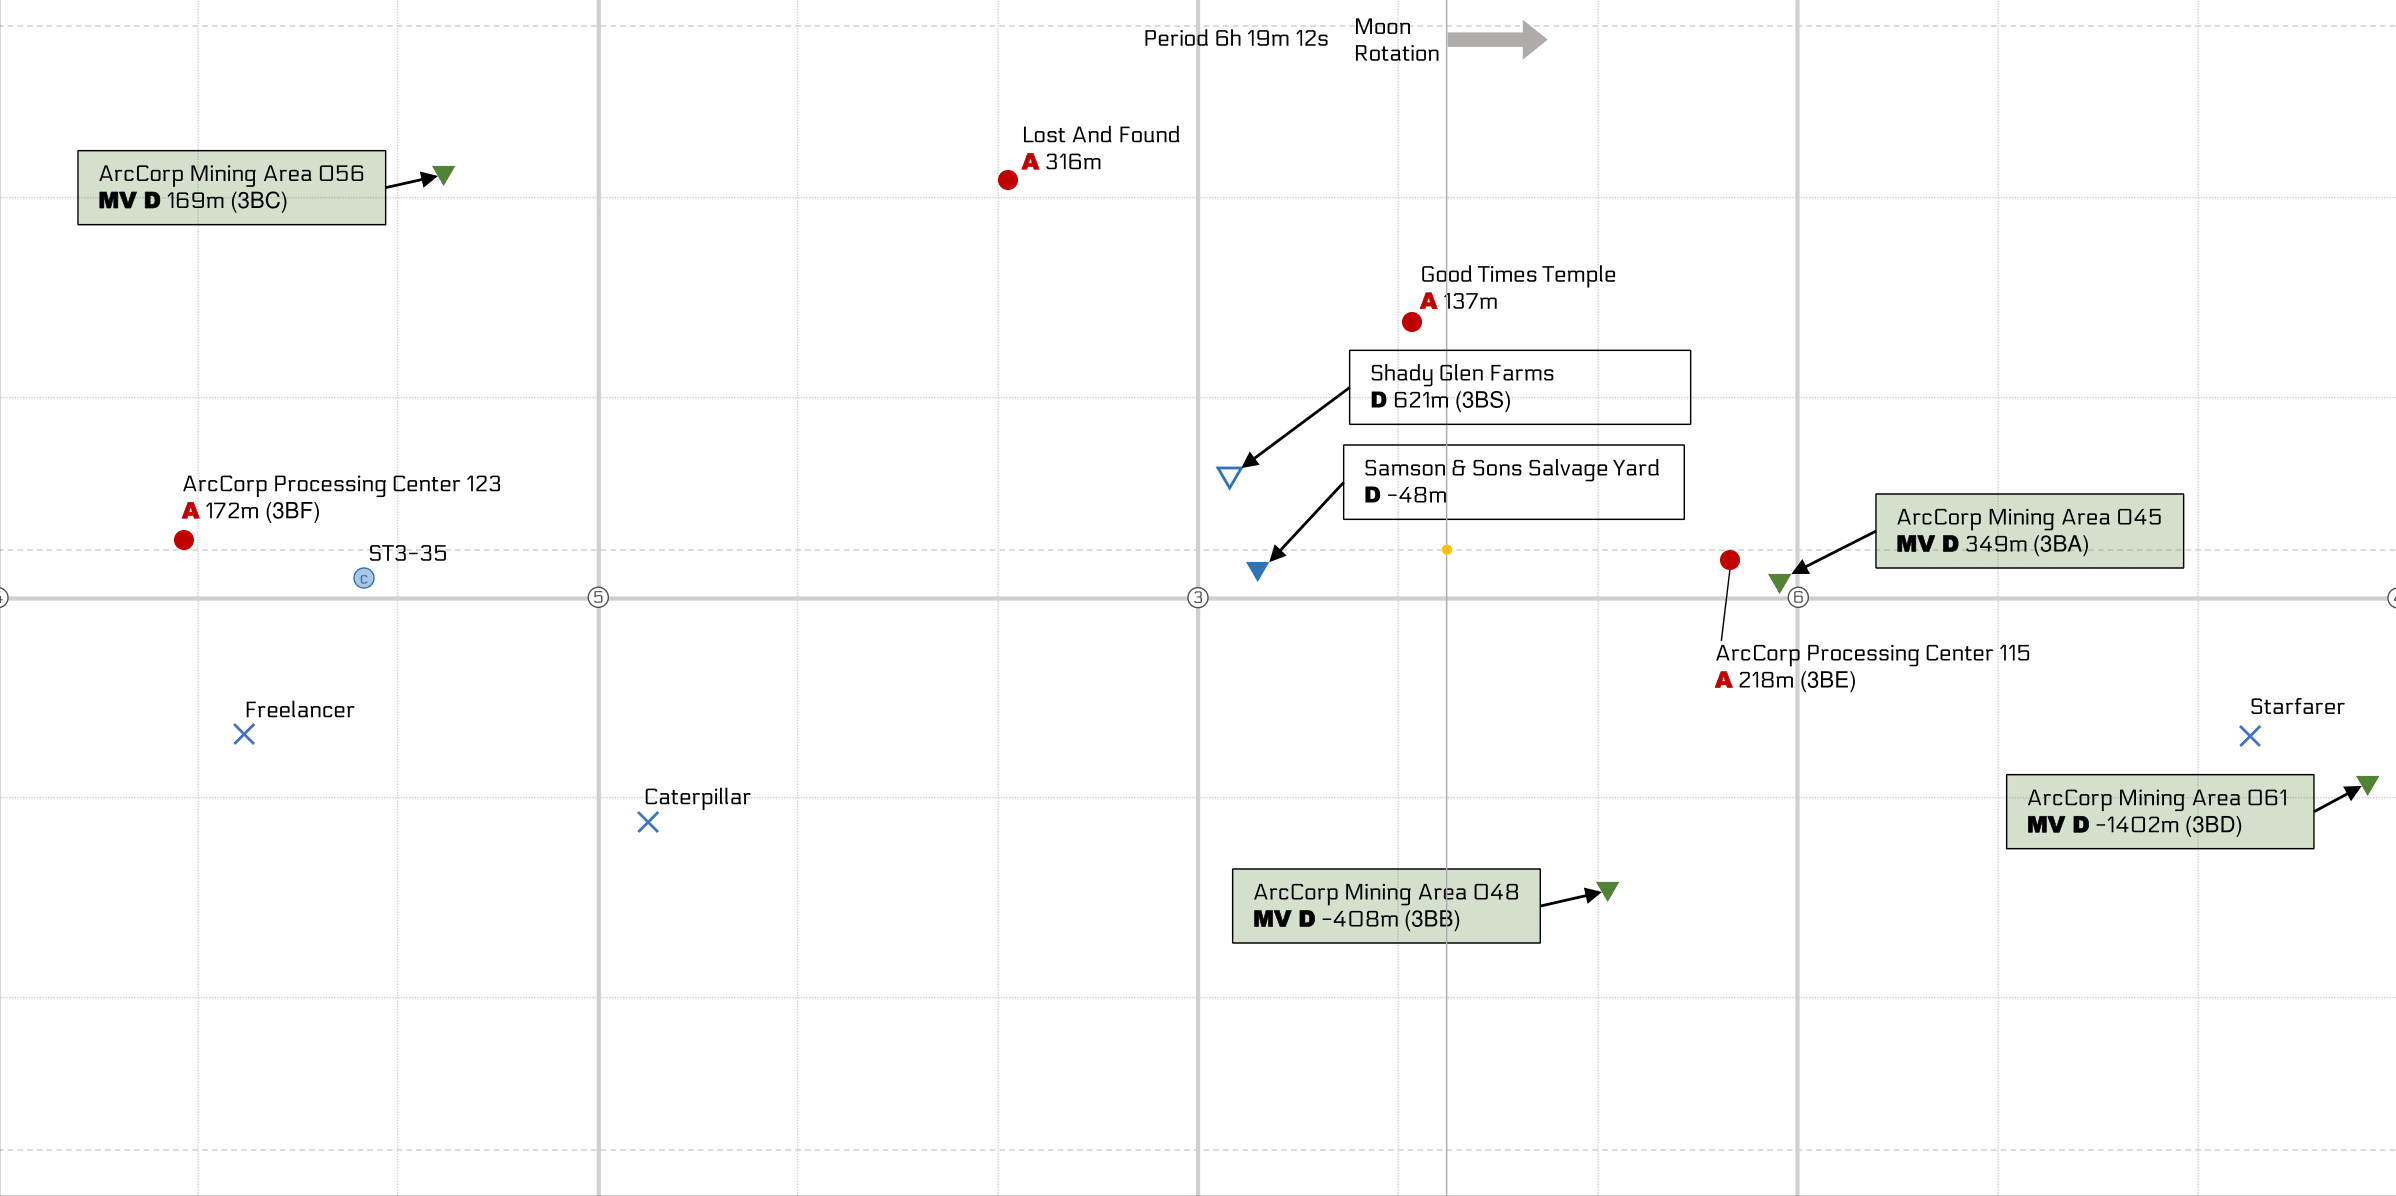 Period 6h 19m 12s
Moon
Rotation
Lost And Found
A 316m
ArcCorp Mining Area 056
MV D 169m (3BC)
Good Times Temple
A 137m
Shady Glen Farms
D 621m (3BS)
Samson & Sons Salvage Yard
D -48m
ArcCorp Processing Center 123
A 172m (3BF)
ArcCorp Mining Area 045
MV D 349m (3BA)
ST3-35
C
5
3
6
ArcCorp Processing Center 115
A 218m (3BE)
Freelancer
Starfarer
Caterpillar
ArcCorp Mining Area 061
MV D -1402m (3BD)
ArcCorp Mining Area 048
MV D -408m (3BB)